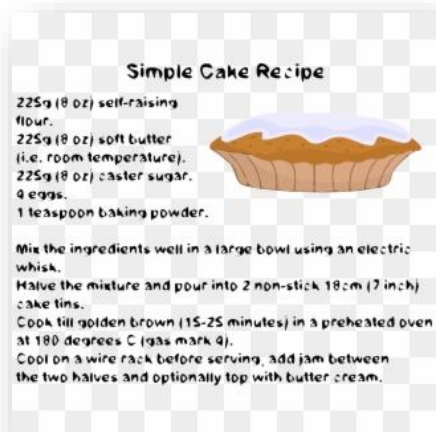 Simple Cake Recipe
225g (8 oz) self-raising
flour.
225g (8 oz) soft butter
(i.e. room temperature).
225g (8 oz) caster sugar.
4 eggs.
1 teaspoon baking powder.
Mix the ingredients well in a large bowl using an electric
whisk.
Halve the mixture and pour into 2 non-stick 18cm (7 inch)
cake tins.
Cook till golden brown (15-25 minutes) in a preheated oven
at 180 degrees C (gas mark 4).
Cool on a wire rack before serving, add jam between
the two halves and optionally top with butter cream.